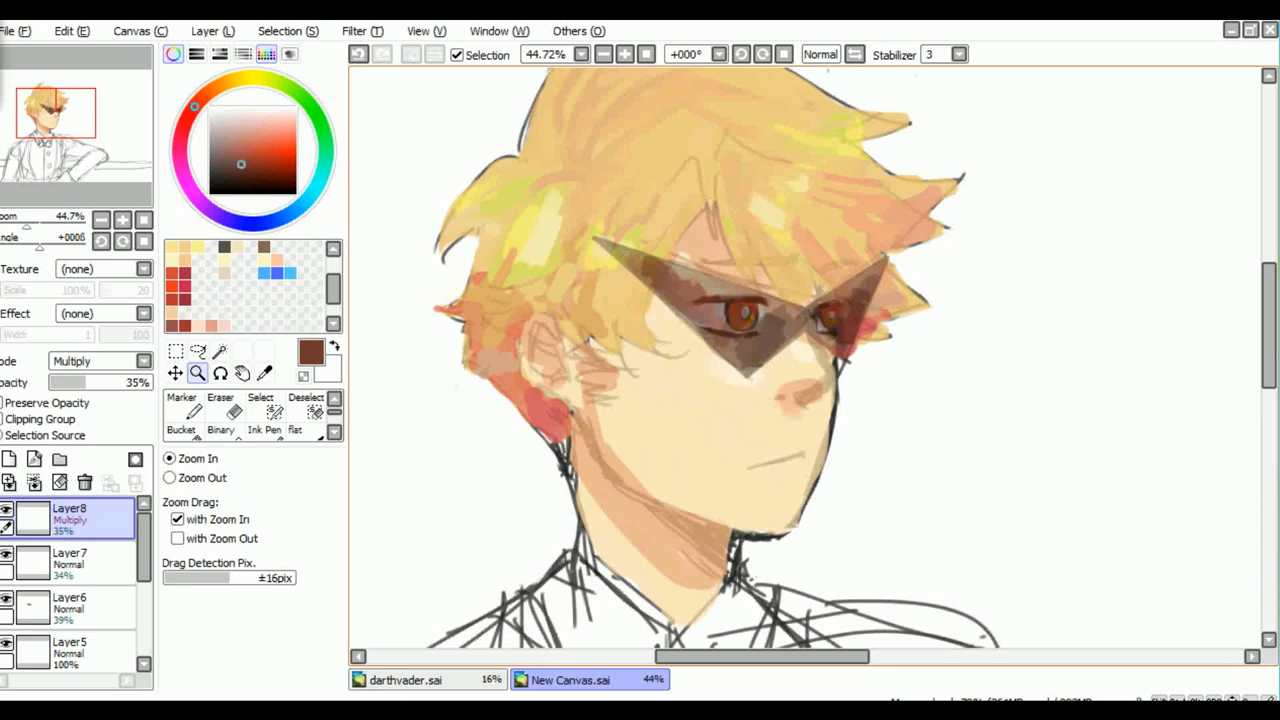 File (F) Edit (E) Canvas (C) Layer (L) Selection (S) Filter (T) View (V) Window (W) Others (O)
Selection 44.72% +000° Normal Stabilizer 3
oom 44.7%
ngle +0006
Texture (none)
Scale 100% 20
Effect (none)
Width 1 100
ode Multiply
pacity 35%
Preserve Opacity
Clipping Group
Selection Source
Layer8
Multiply
35%
Layer7
Normal
34%
Layer6
Normal
39%
Layer5
Normal
100%
Marker Eraser Select Deselect
Bucket Binary Ink Pen flat
Zoom In
Zoom Out
Zoom Drag:
with Zoom In
with Zoom Out
Drag Detection Pix.
±16pix
darthvader.sai 16% New Canvas.sai 44%